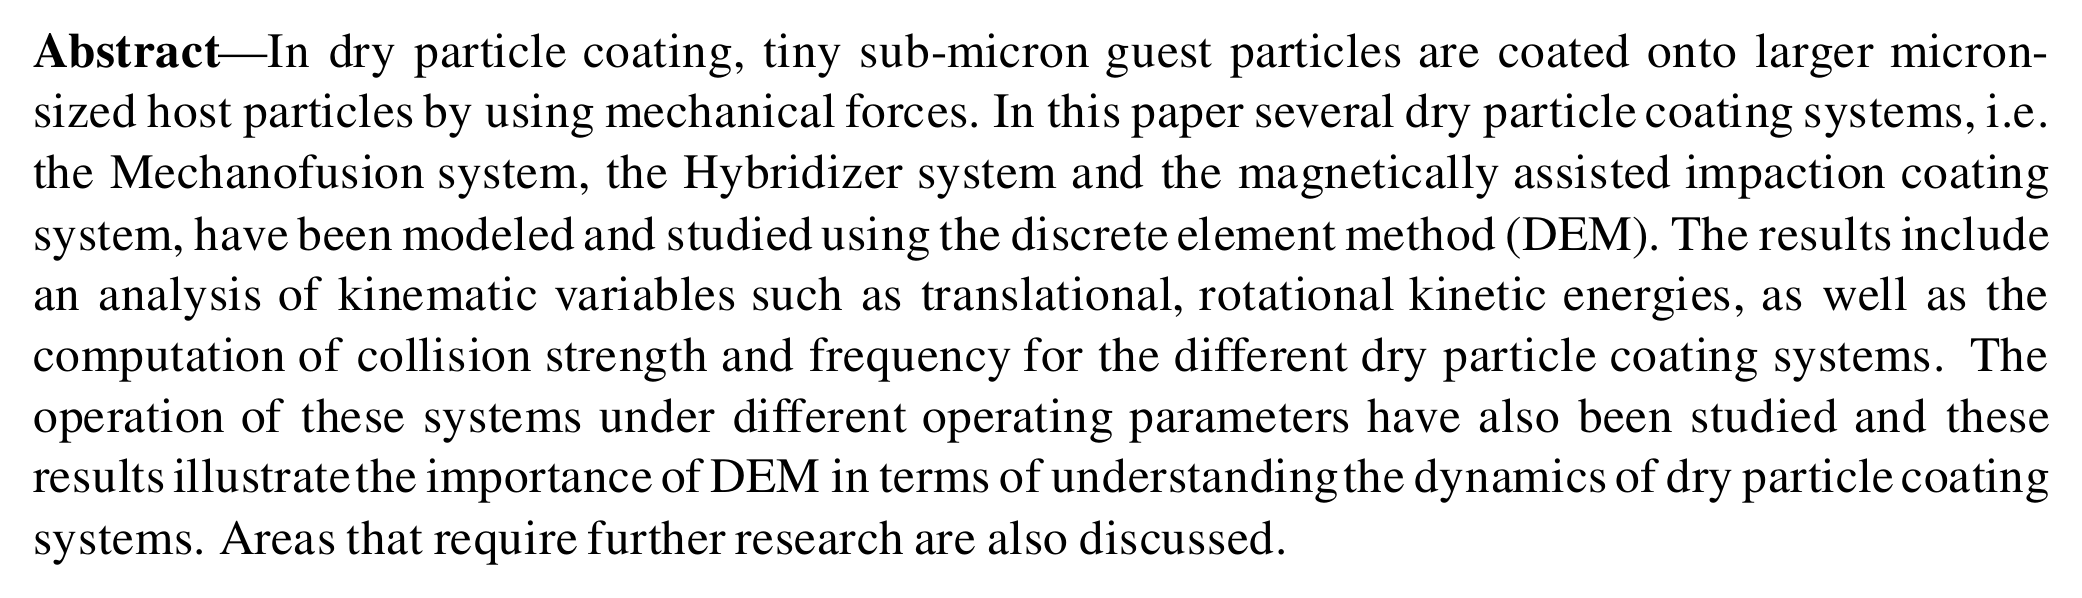 Abstract—In dry particle coating, tiny sub-micron guest particles are coated onto larger micron-
sized host particles by using mechanical forces. In this paper several dry particle coating systems, i.e.
the Mechanofusion system, the Hybridizer system and the magnetically assisted impaction coating
system, have been modeled and studied using the discrete element method (DEM). The results include
an analysis of kinematic variables such as translational, rotational kinetic energies, as well as the
computation of collision strength and frequency for the different dry particle coating systems. The
operation of these systems under different operating parameters have also been studied and these
results illustrate the importance of DEM in terms of understanding the dynamics of dry particle coating
systems. Areas that require further research are also discussed.